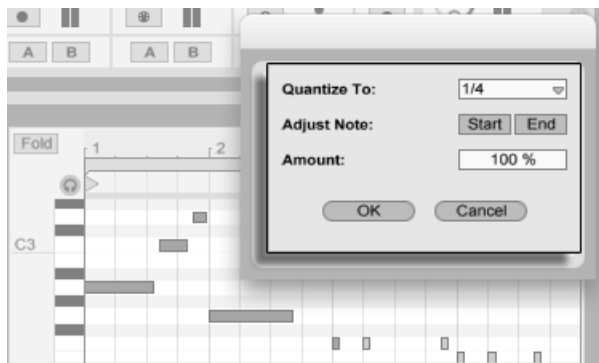 A B A B
Quantize To: 1/4
Adjust Note: Start End
Amount: 100 %
OK Cancel
Fold
1 2
C3